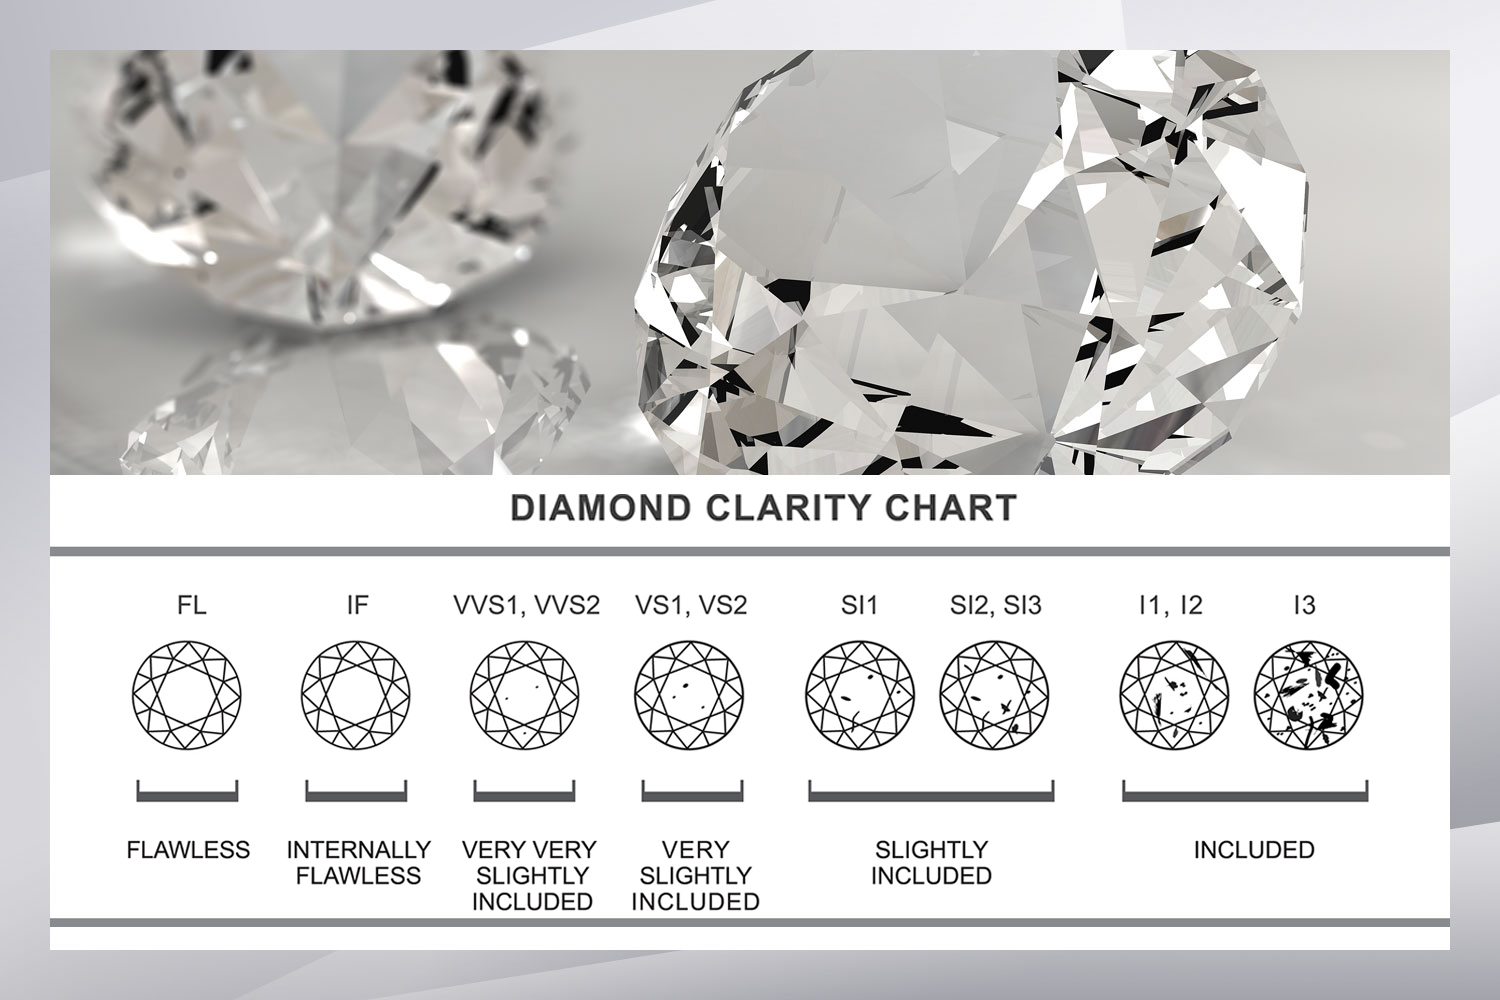 DIAMOND CLARITY CHART
FL
IF
VVS1, VVS2
VS1, VS2
SI1
SI2, SI3
I1, I2
I3
FLAWLESS
INTERNALLY
FLAWLESS
VERY VERY
SLIGHTLY
INCLUDED
VERY
SLIGHTLY
INCLUDED
SLIGHTLY
INCLUDED
INCLUDED